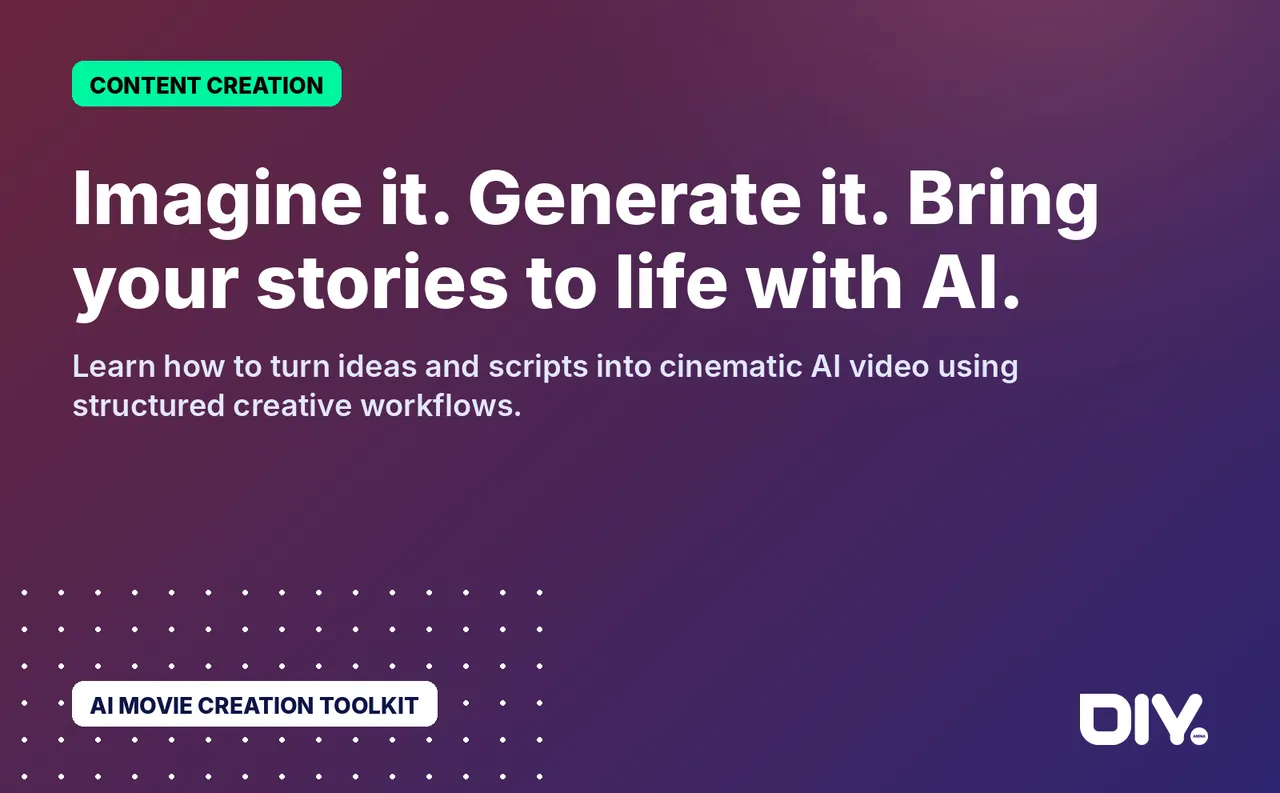 CONTENT CREATION
Imagine it. Generate it. Bring
your stories to life with AI.
Learn how to turn ideas and scripts into cinematic AI video using
structured creative workflows.
AI MOVIE CREATION TOOLKIT
DIY.
ARENA